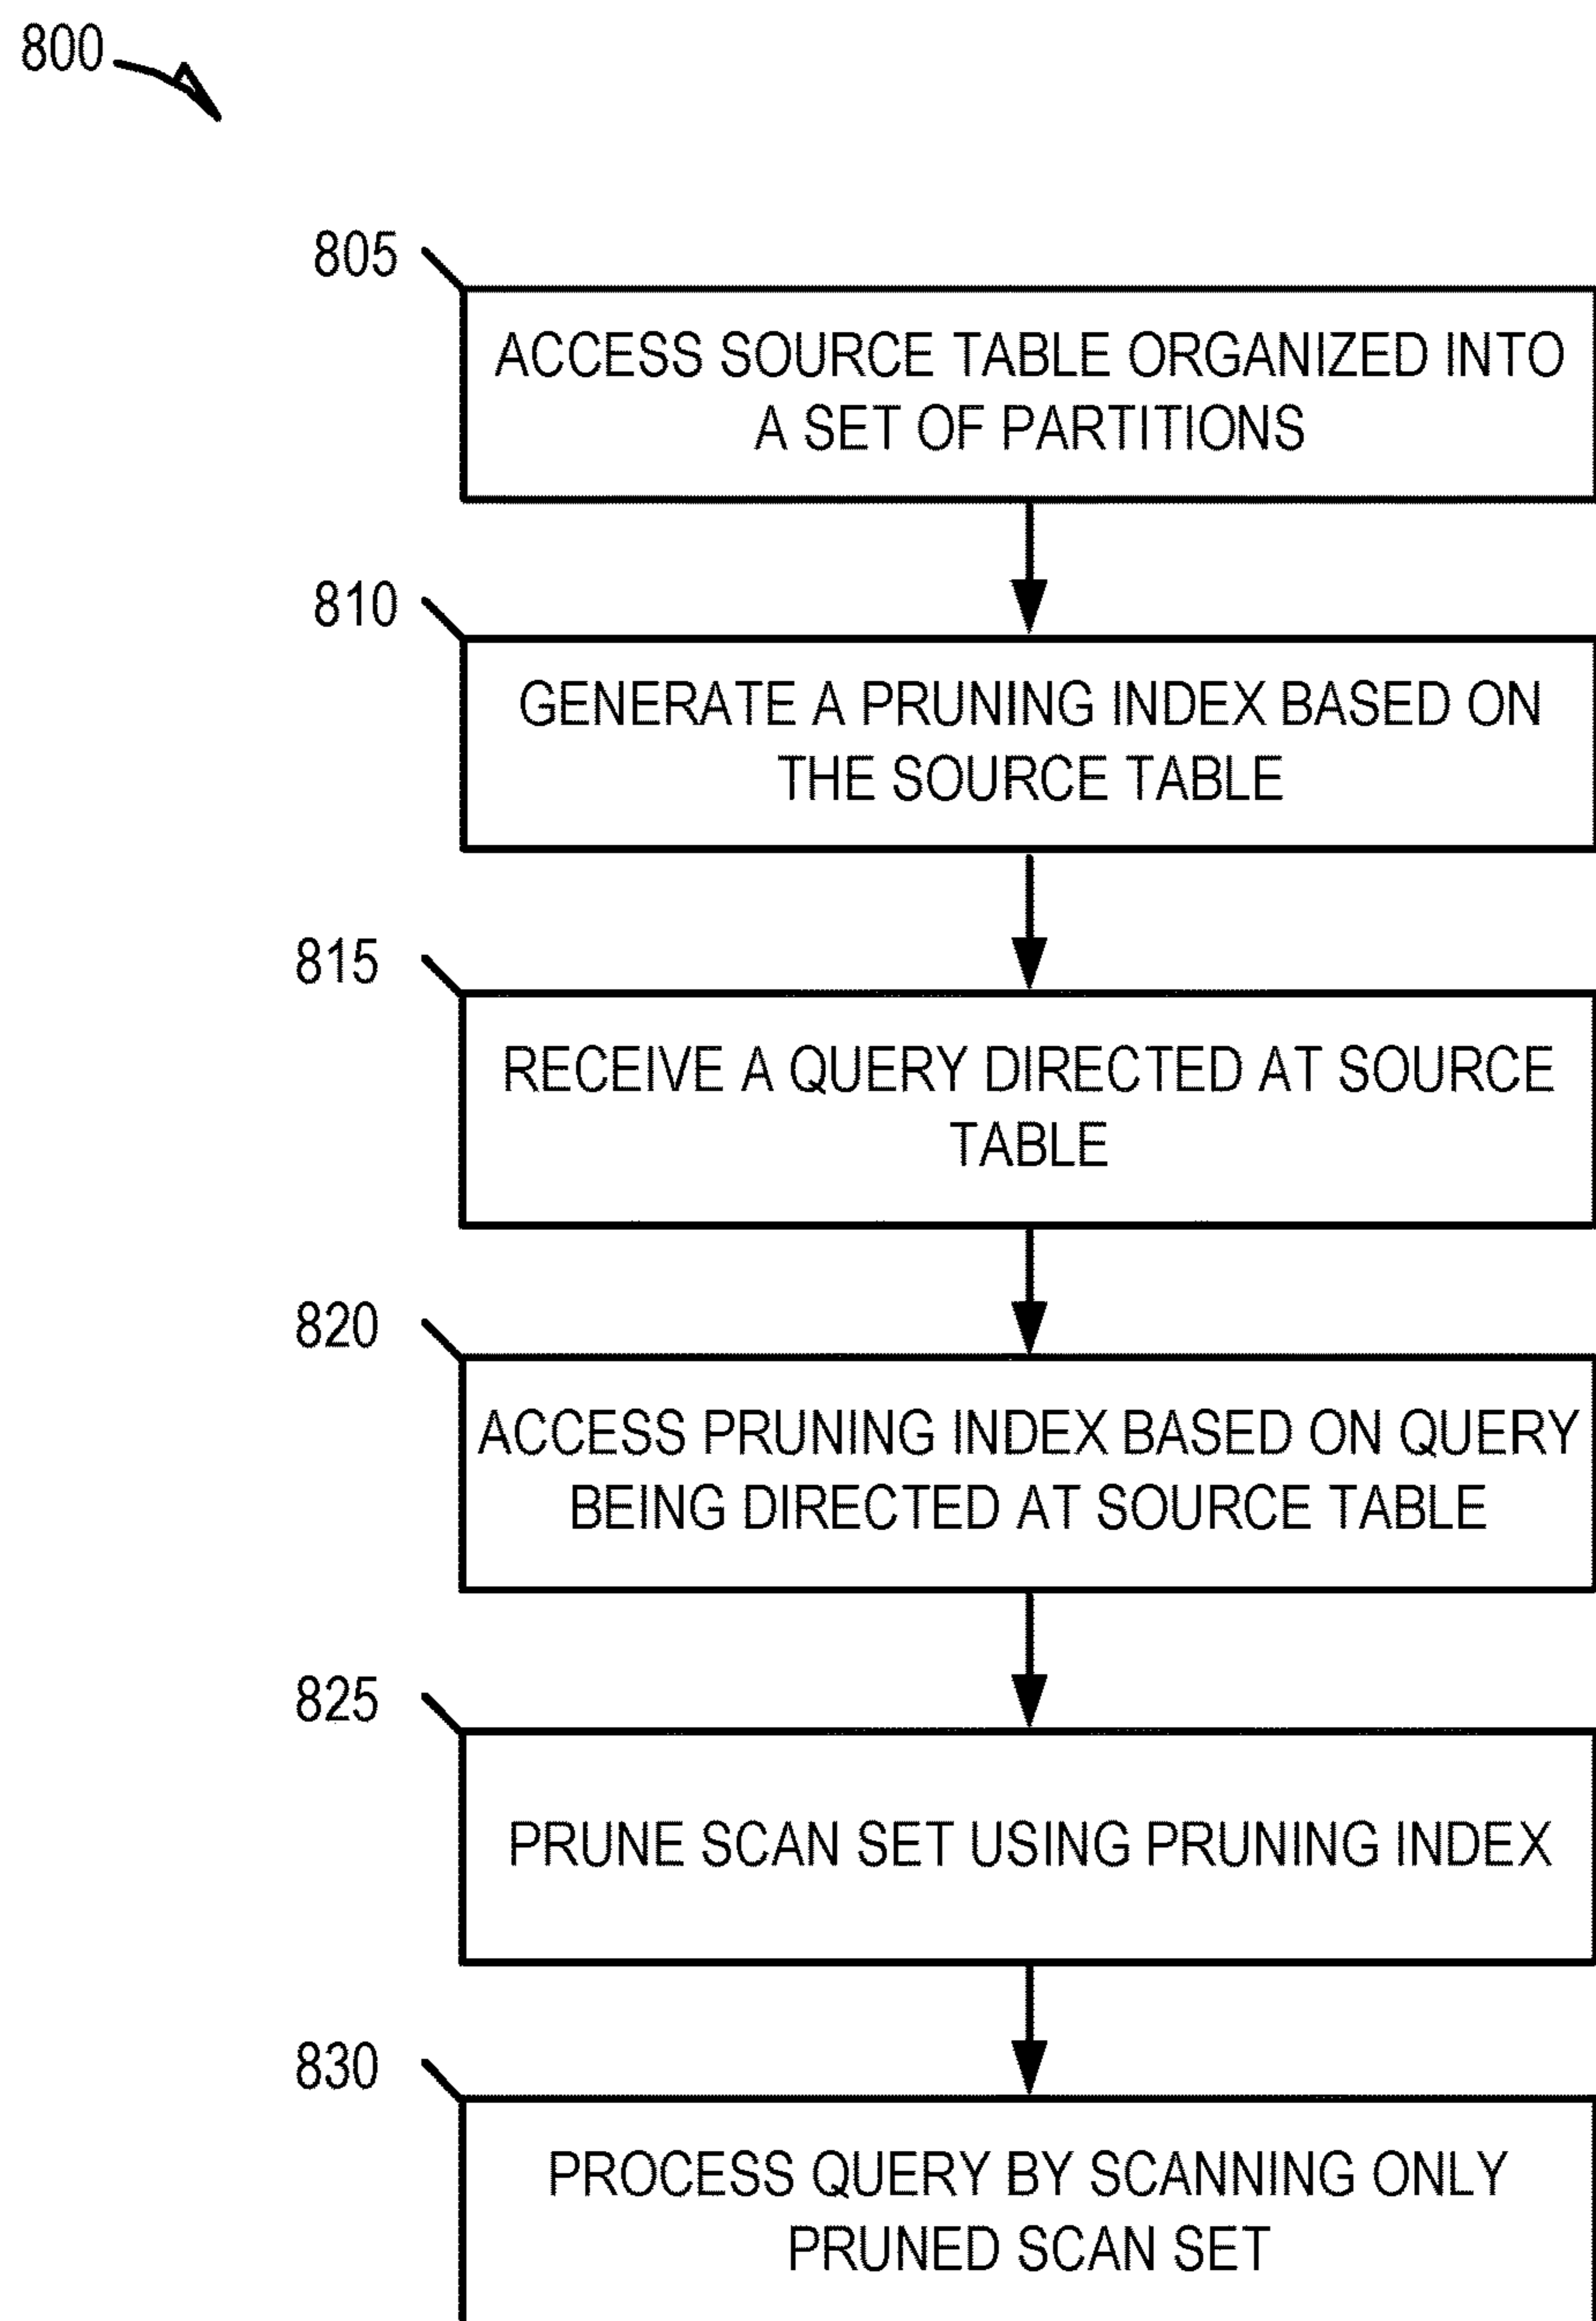 800
805
ACCESS SOURCE TABLE ORGANIZED INTO
A SET OF PARTITIONS
810
GENERATE A PRUNING INDEX BASED ON
THE SOURCE TABLE
815
RECEIVE A QUERY DIRECTED AT SOURCE
TABLE
820
ACCESS PRUNING INDEX BASED ON QUERY
BEING DIRECTED AT SOURCE TABLE
825
PRUNE SCAN SET USING PRUNING INDEX
830
PROCESS QUERY BY SCANNING ONLY
PRUNED SCAN SET